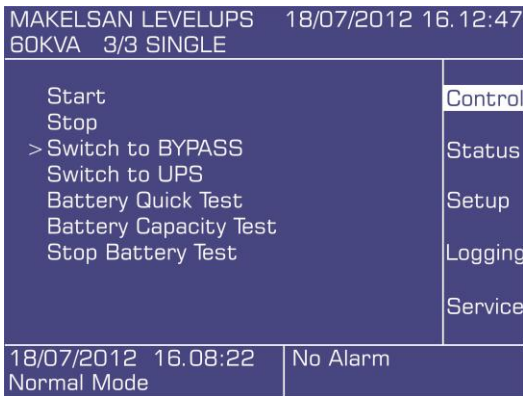 MAKELSAN LEVELUPS 18/07/2012 16.12:47
60KVA 3/3 SINGLE
Start
Stop
> Switch to BYPASS
Switch to UPS
Battery Quick Test
Battery Capacity Test
Stop Battery Test
Control
Status
Setup
Logging
Service
18/07/2012 16.08:22
Normal Mode
No Alarm